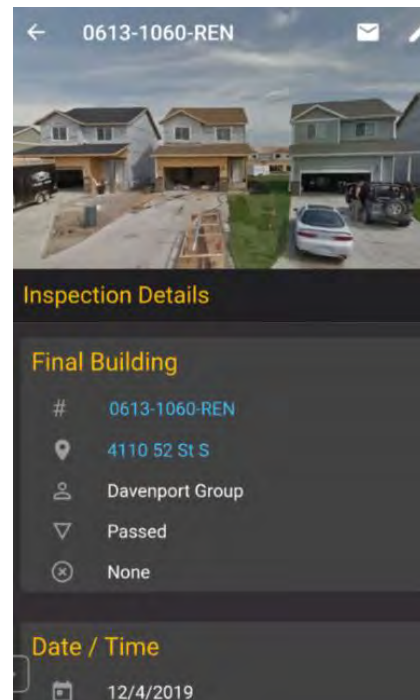 0613-1060-REN
Inspection Details
Final Building
# 0613-1060-REN
4110 52 St S
Davenport Group
Passed
None
Date / Time
12/4/2019